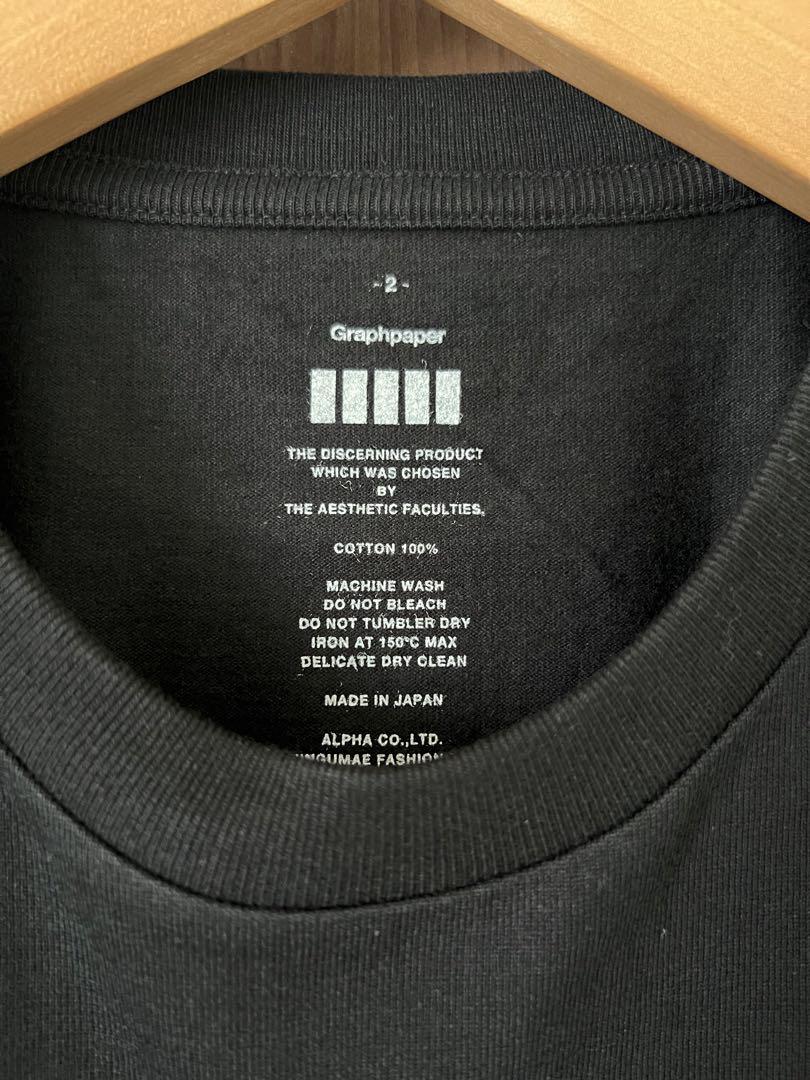 -2-
Graphpaper
THE DISCERNING PRODUCT
WHICH WAS CHOSEN
BY
THE AESTHETIC FACULTIES.
COTTON 100%
MACHINE WASH
DO NOT BLEACH
DO NOT TUMBLER DRY
IRON AT 150°C MAX
DELICATE DRY CLEAN
MADE IN JAPAN
ALPHA CO.,LTD.
FASHION